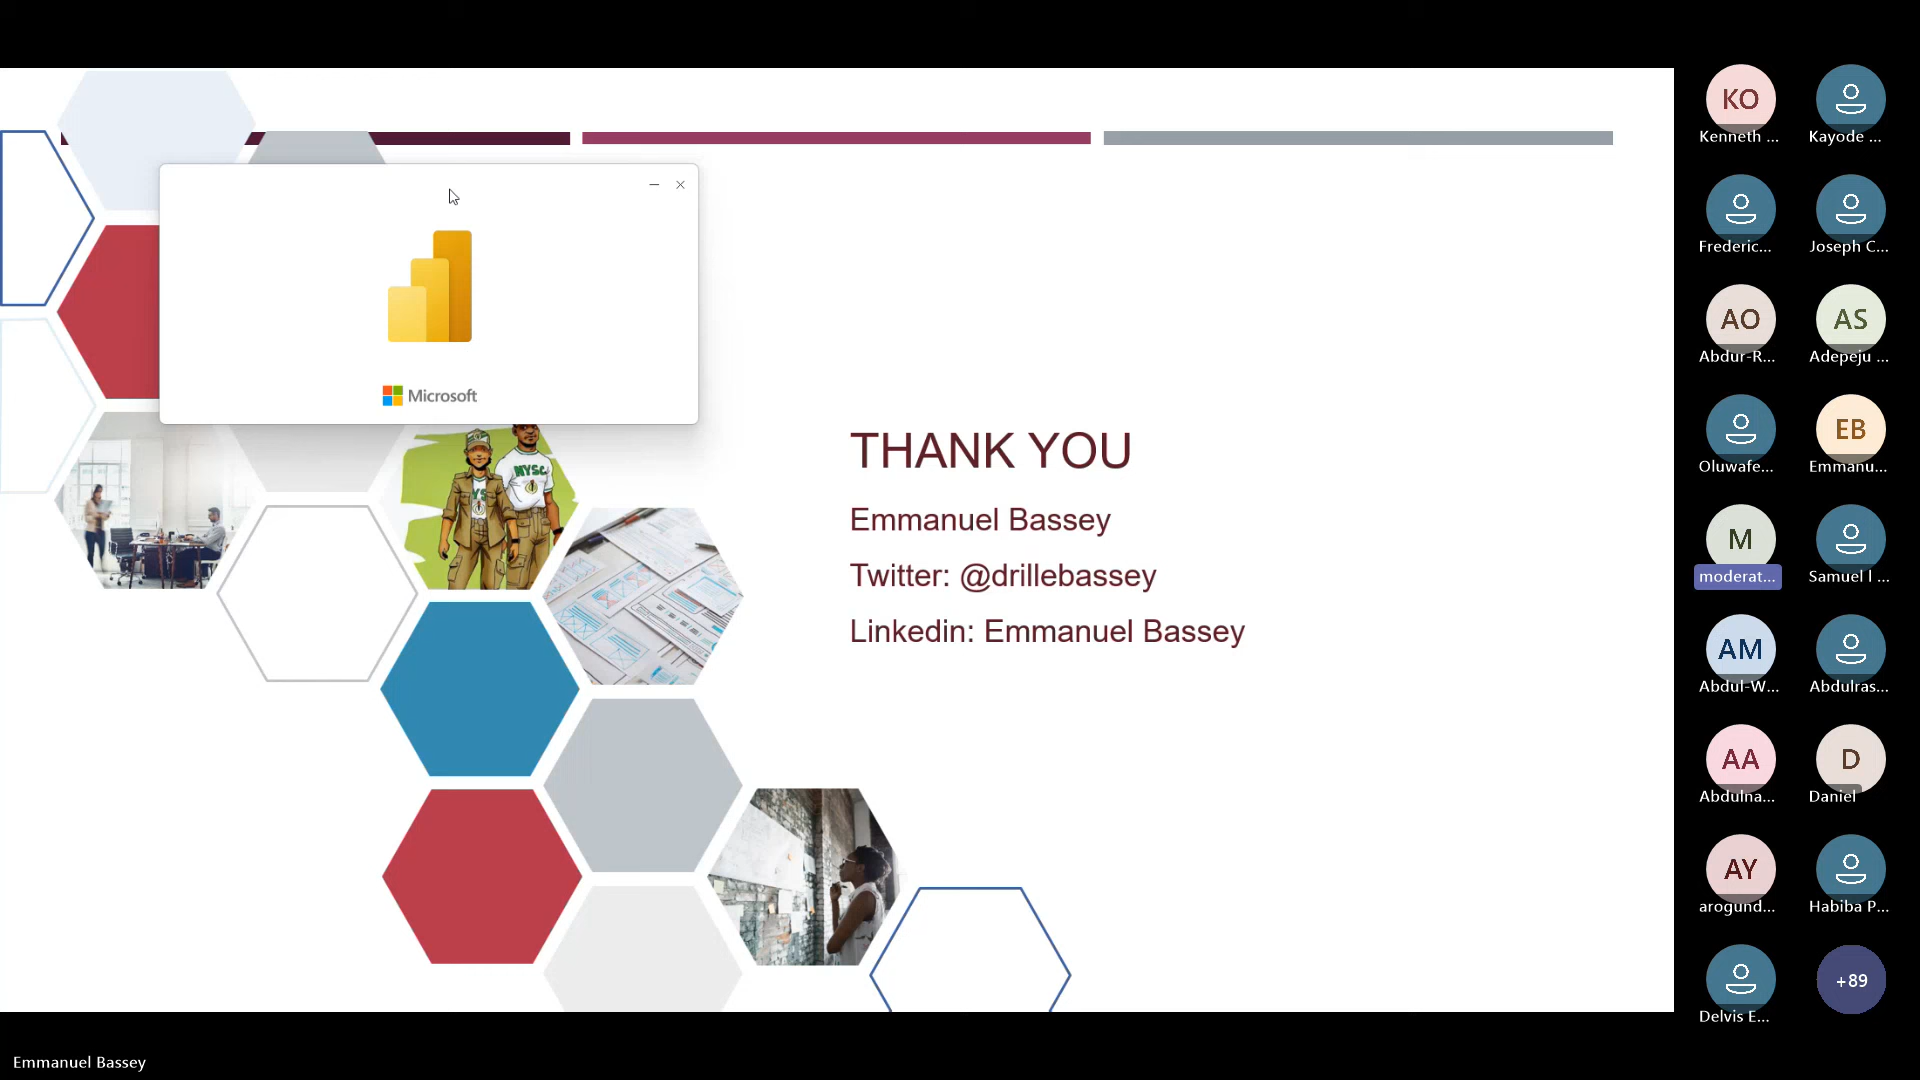 Microsoft
NYSC
THANK YOU
Emmanuel Bassey
Twitter: @drillebassey
Linkedin: Emmanuel Bassey
KO
Kenneth ...
Kayode ...
Frederic...
Joseph C...
AO
Abdur-R...
AS
Adepeju ...
Oluwafe...
EB
Emmanu...
M
moderat...
Samuel I ...
AM
Abdul-W...
Abdulras...
AA
Abdulna...
D
Daniel
AY
arogund...
Habiba P...
Delvis E...
+89
Emmanuel Bassey